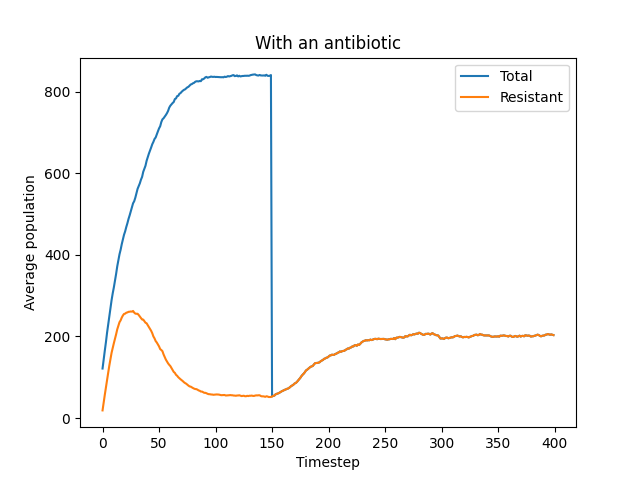 With an antibiotic
Total
Resistant
Average population
800
600
400
200
0
0 50 100 150 200 250 300 350 400
Timestep